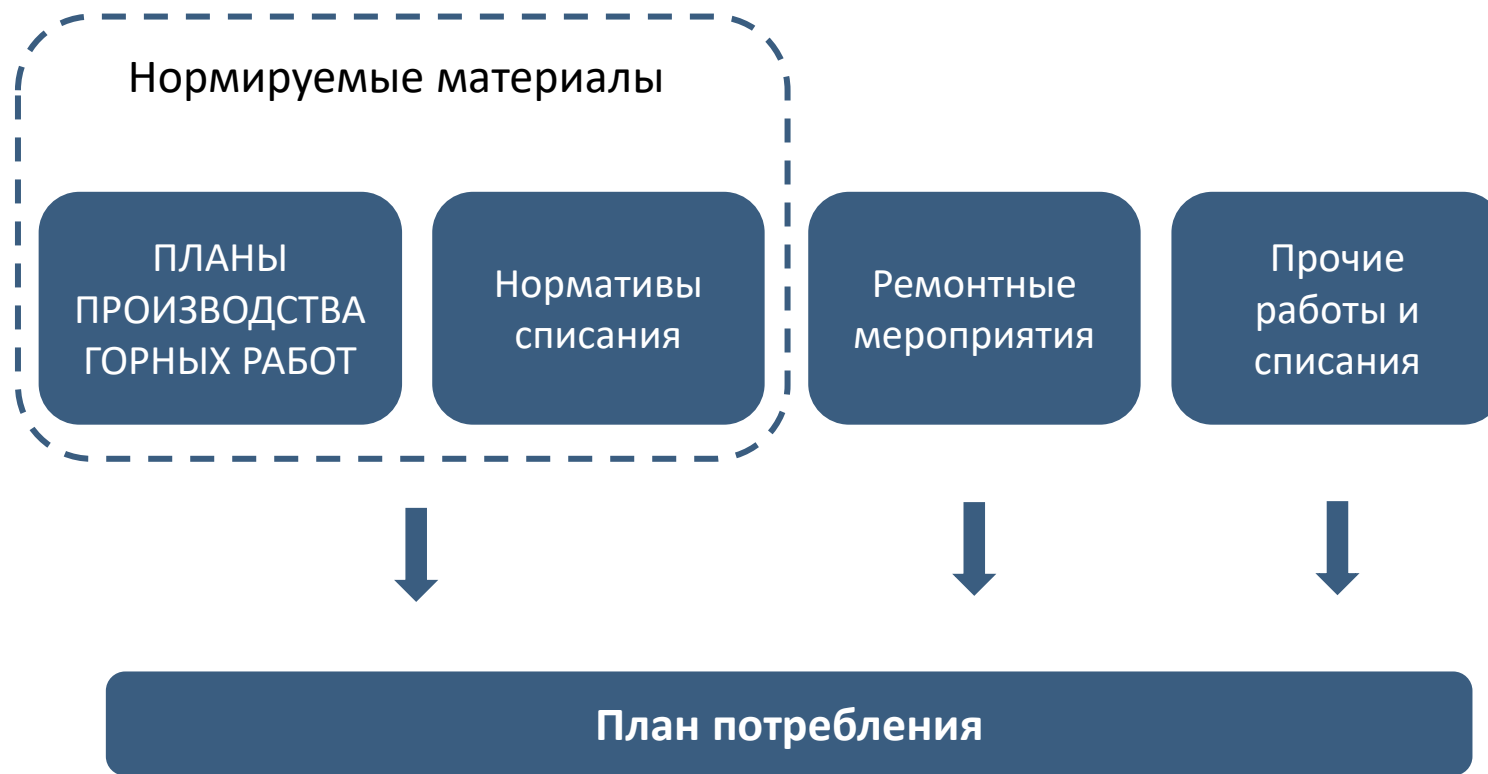 Нормируемые материалы
ПЛАНЫ
ПРОИЗВОДСТВА
ГОРНЫХ РАБОТ
Нормативы
списания
Ремонтные
мероприятия
Прочие
работы и
списания
План потребления